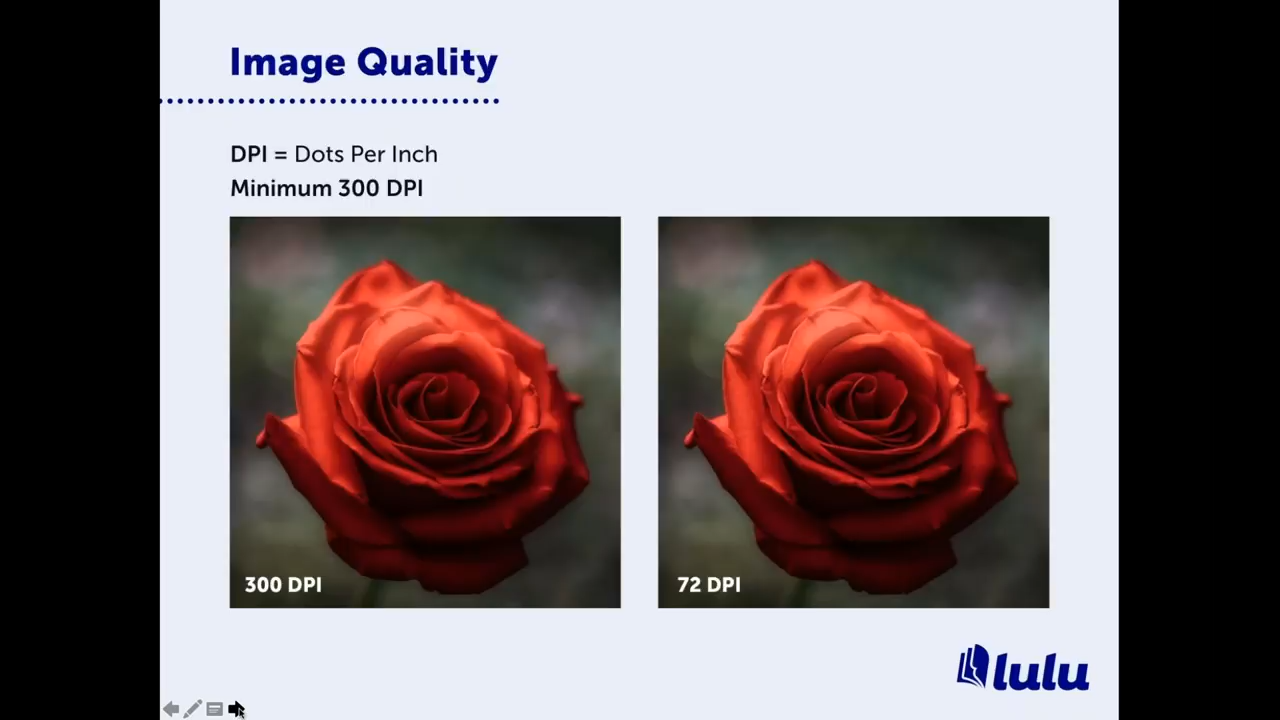 Image Quality
DPI = Dots Per Inch
Minimum 300 DPI
300 DPI
72 DPI
lulu